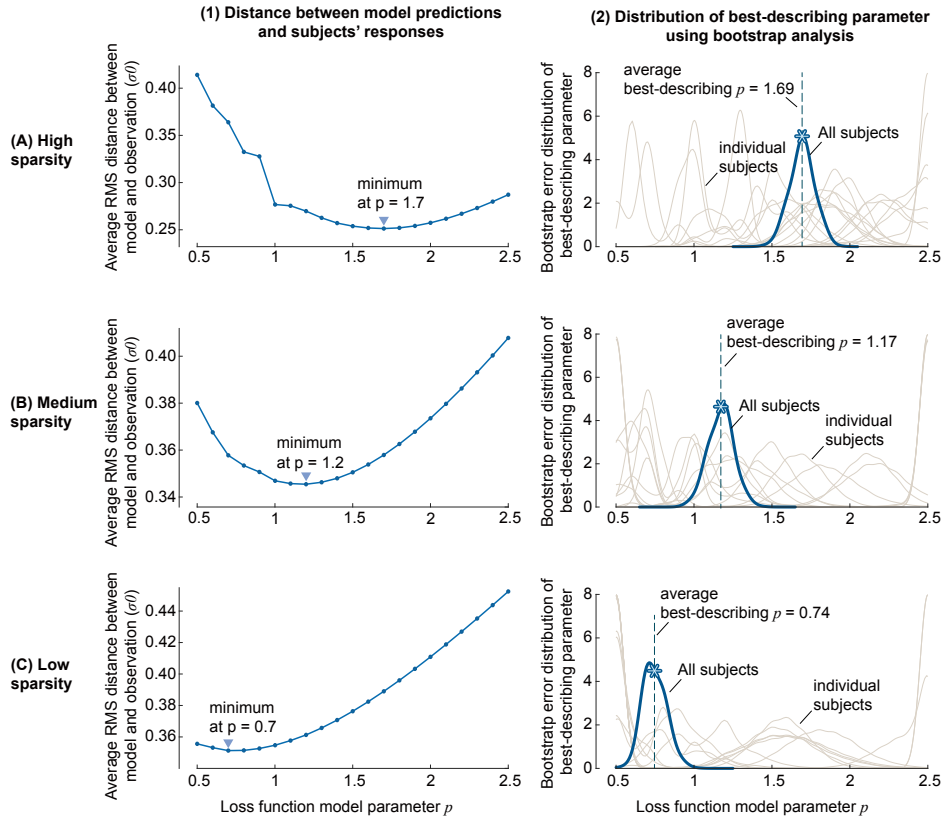 (1) Distance between model predictions
and subjects' responses
(2) Distribution of best-describing parameter
using bootstrap analysis
(A) High
sparsity
Average RMS distance between
model and observation (σ0)
0.40
0.35
0.30
0.25
minimum
at p = 1.7
0.5
1
1.5
2
2.5
Bootstratp error distribution of
best-describing parameter
8
6
4
2
0
average
best-describing p = 1.69
All subjects
individual
subjects
0.5
1
1.5
2
2.5
(B) Medium
sparsity
Average RMS distance between
model and observation (σ0)
0.40
0.38
0.36
0.34
minimum
at p = 1.2
0.5
1
1.5
2
2.5
Bootstratp error distribution of
best-describing parameter
8
6
4
2
0
average
best-describing p = 1.17
All subjects
individual
subjects
0.5
1
1.5
2
2.5
(C) Low
sparsity
Average RMS distance between
model and observation (σ0)
0.44
0.40
0.38
0.36
minimum
at p = 0.7
0.5
1
1.5
2
2.5
Loss function model parameter p
Bootstratp error distribution of
best-describing parameter
8
6
4
2
0
average
best-describing p = 0.74
All subjects
individual
subjects
0.5
1
1.5
2
2.5
Loss function model parameter p